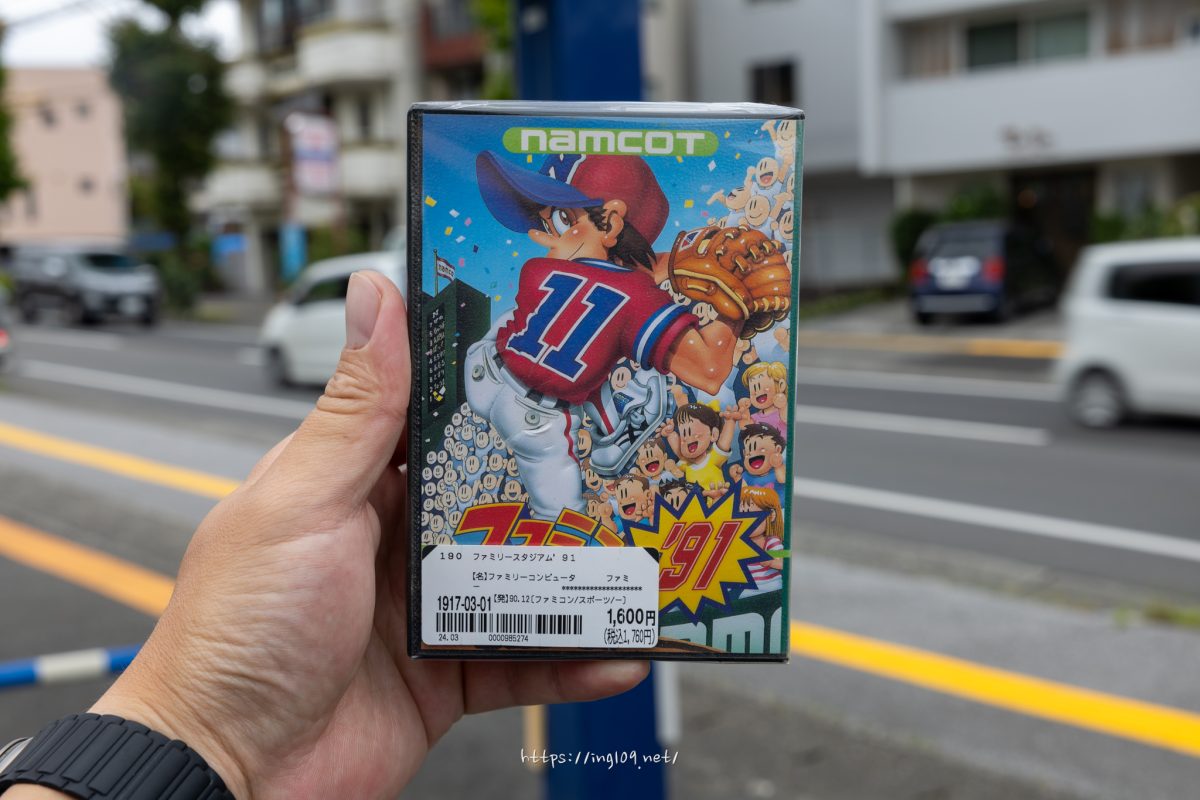 namcoT
N
namco
11
ファミ
'91
190 ファミリースタジアム' 91
【名】ファミリーコンピュータ ファミ
－ ********************
1917-03-01 【発】90.12[ファミコン/スポーツ/ー]
1,600円
(税込1,760円)
24.03 0000985274
https://ing109.net/